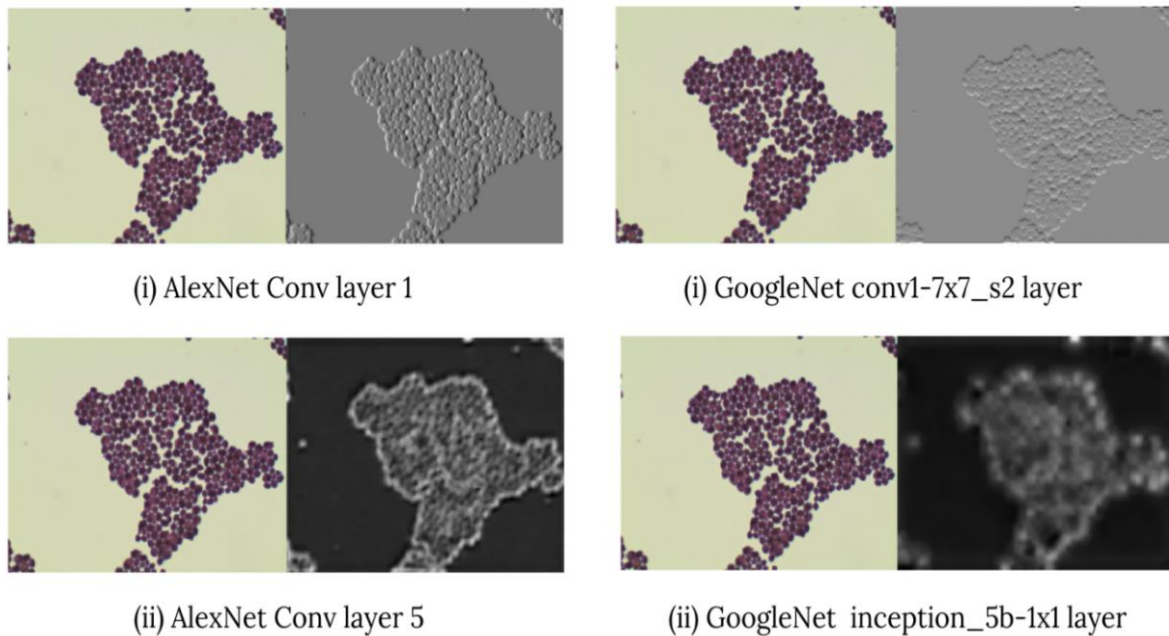 (i) AlexNet Conv layer 1
(i) GoogleNet conv1-7x7_s2 layer
(ii) AlexNet Conv layer 5
(ii) GoogleNet inception_5b-1x1 layer